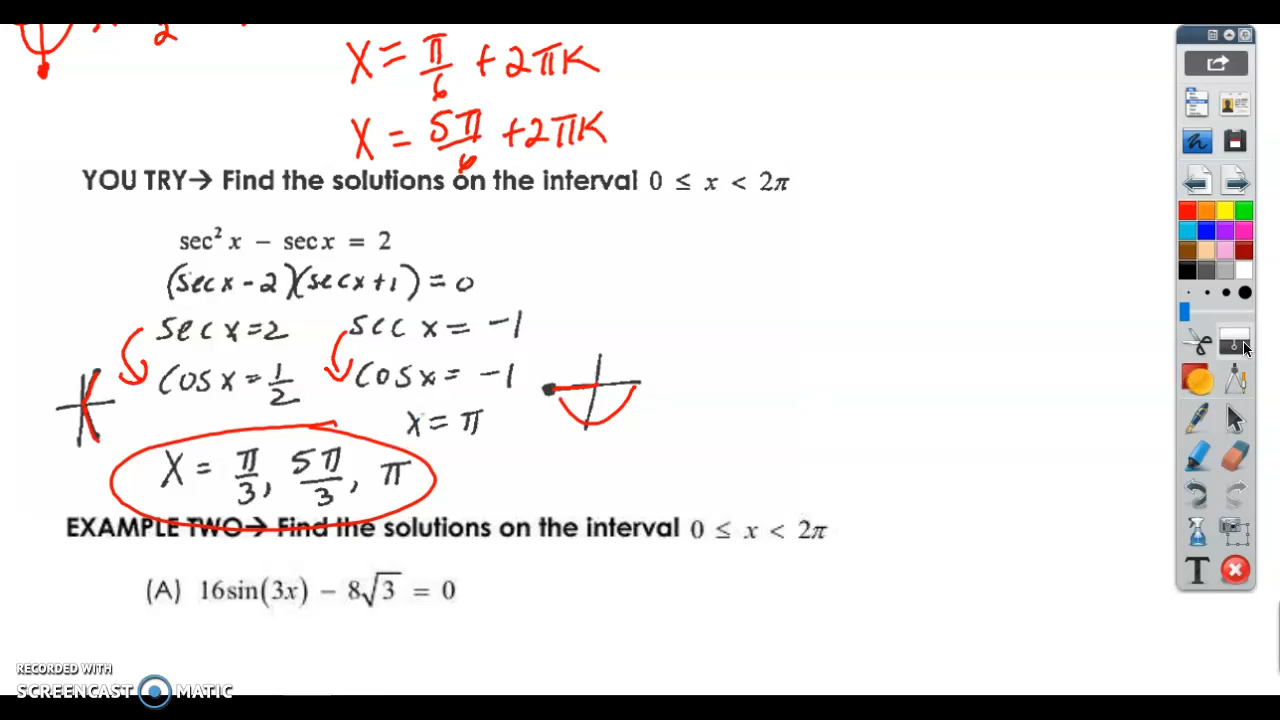 x = π/6 + 2πk
x = 5π/6 + 2πk
YOU TRY→ Find the solutions on the interval 0 ≤ x < 2π
sec² x − sec x = 2
(sec x - 2)(sec x + 1) = 0
sec x = 2 sec x = -1
cos x = 1/2 cos x = -1
x = π
x = π/3, 5π/3, π
EXAMPLE TWO→ Find the solutions on the interval 0 ≤ x < 2π
(A) 16sin(3x) − 8√3 = 0
RECORDED WITH
SCREENCAST MATIC